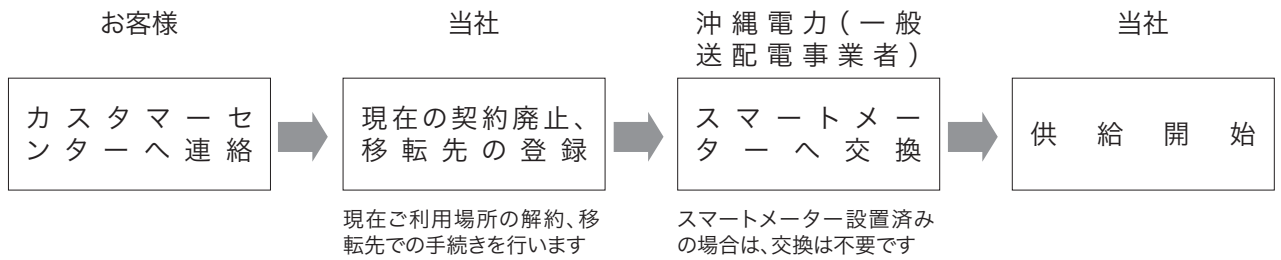 お客様
当社
沖縄電力(一般
送配電事業者)
当社
カスタマーセ
ンターへ連絡
現在の契約廃止、
移転先の登録
スマートメー
ターへ交換
供給開始
現在ご利用場所の解約、移
転先での手続きを行います
スマートメーター設置済み
の場合は、交換は不要です